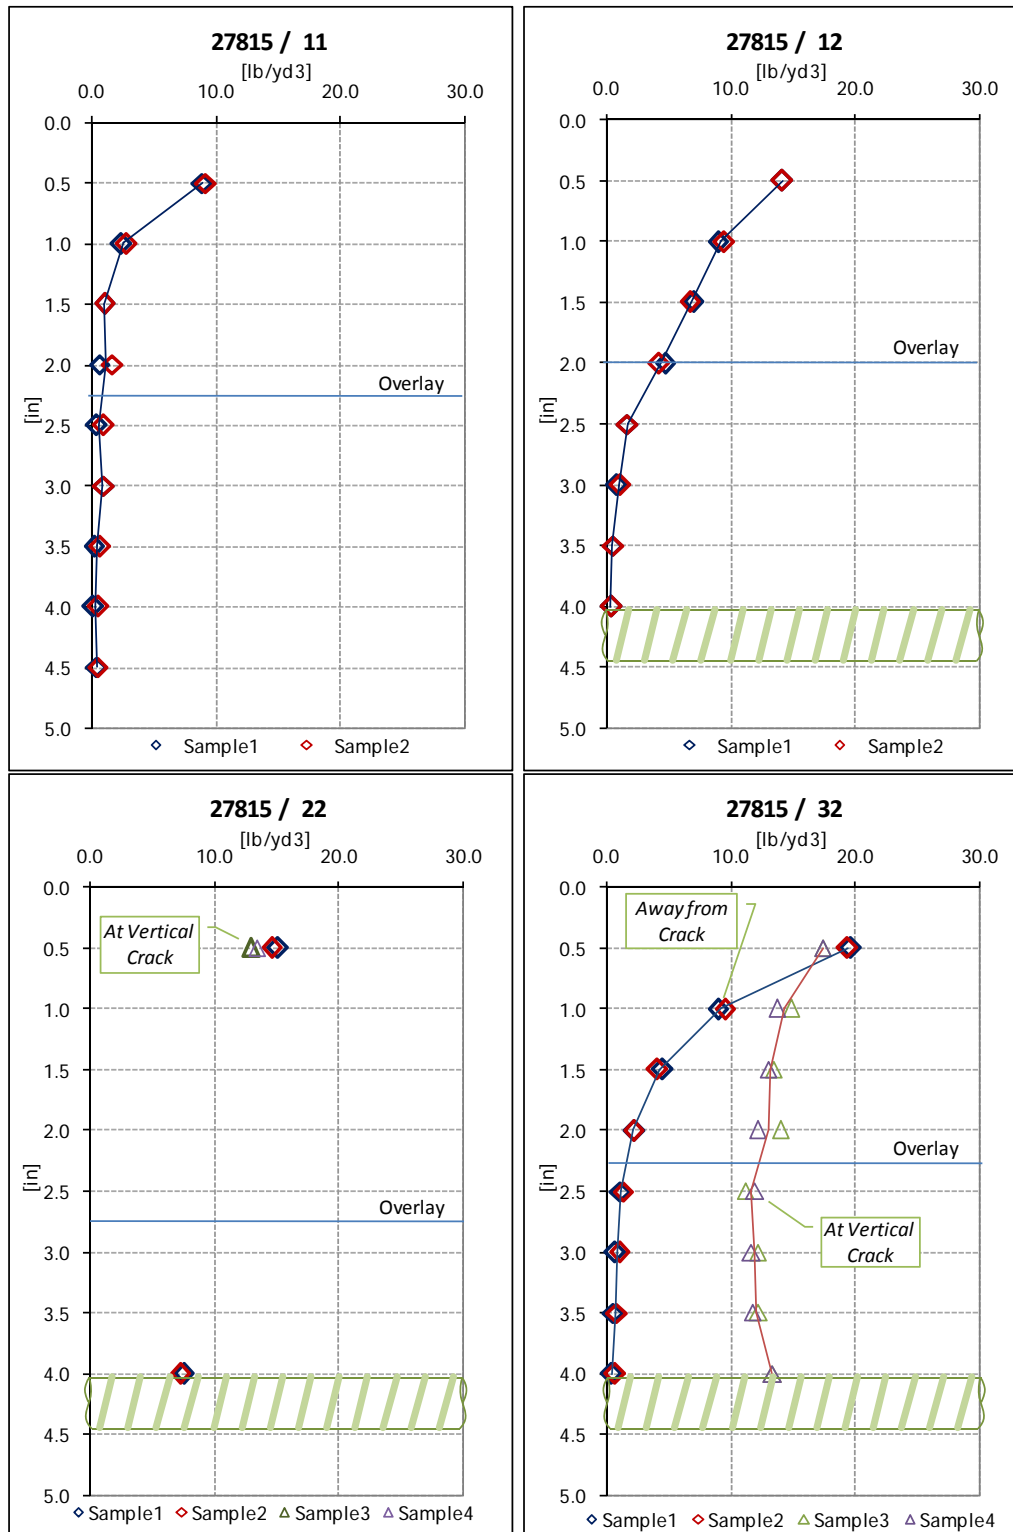 27815 / 11
[lb/yd3]
0.0 10.0 20.0 30.0
0.0
0.5
1.0
1.5
2.0
Overlay
[in]
2.5
3.0
3.5
4.0
4.5
5.0
Sample1 Sample2
27815 / 12
[lb/yd3]
0.0 10.0 20.0 30.0
0.0
0.5
1.0
1.5
2.0
Overlay
[in]
2.5
3.0
3.5
4.0
4.5
5.0
Sample1 Sample2
27815 / 22
[lb/yd3]
0.0 10.0 20.0 30.0
0.0
At Vertical
Crack
0.5
1.0
1.5
2.0
[in]
2.5
Overlay
3.0
3.5
4.0
4.5
5.0
Sample1 Sample2 Sample3 Sample4
27815 / 32
[lb/yd3]
0.0 10.0 20.0 30.0
0.0
Away from
Crack
0.5
1.0
1.5
2.0
Overlay
[in]
2.5
At Vertical
Crack
3.0
3.5
4.0
4.5
5.0
Sample1 Sample2 Sample3 Sample4